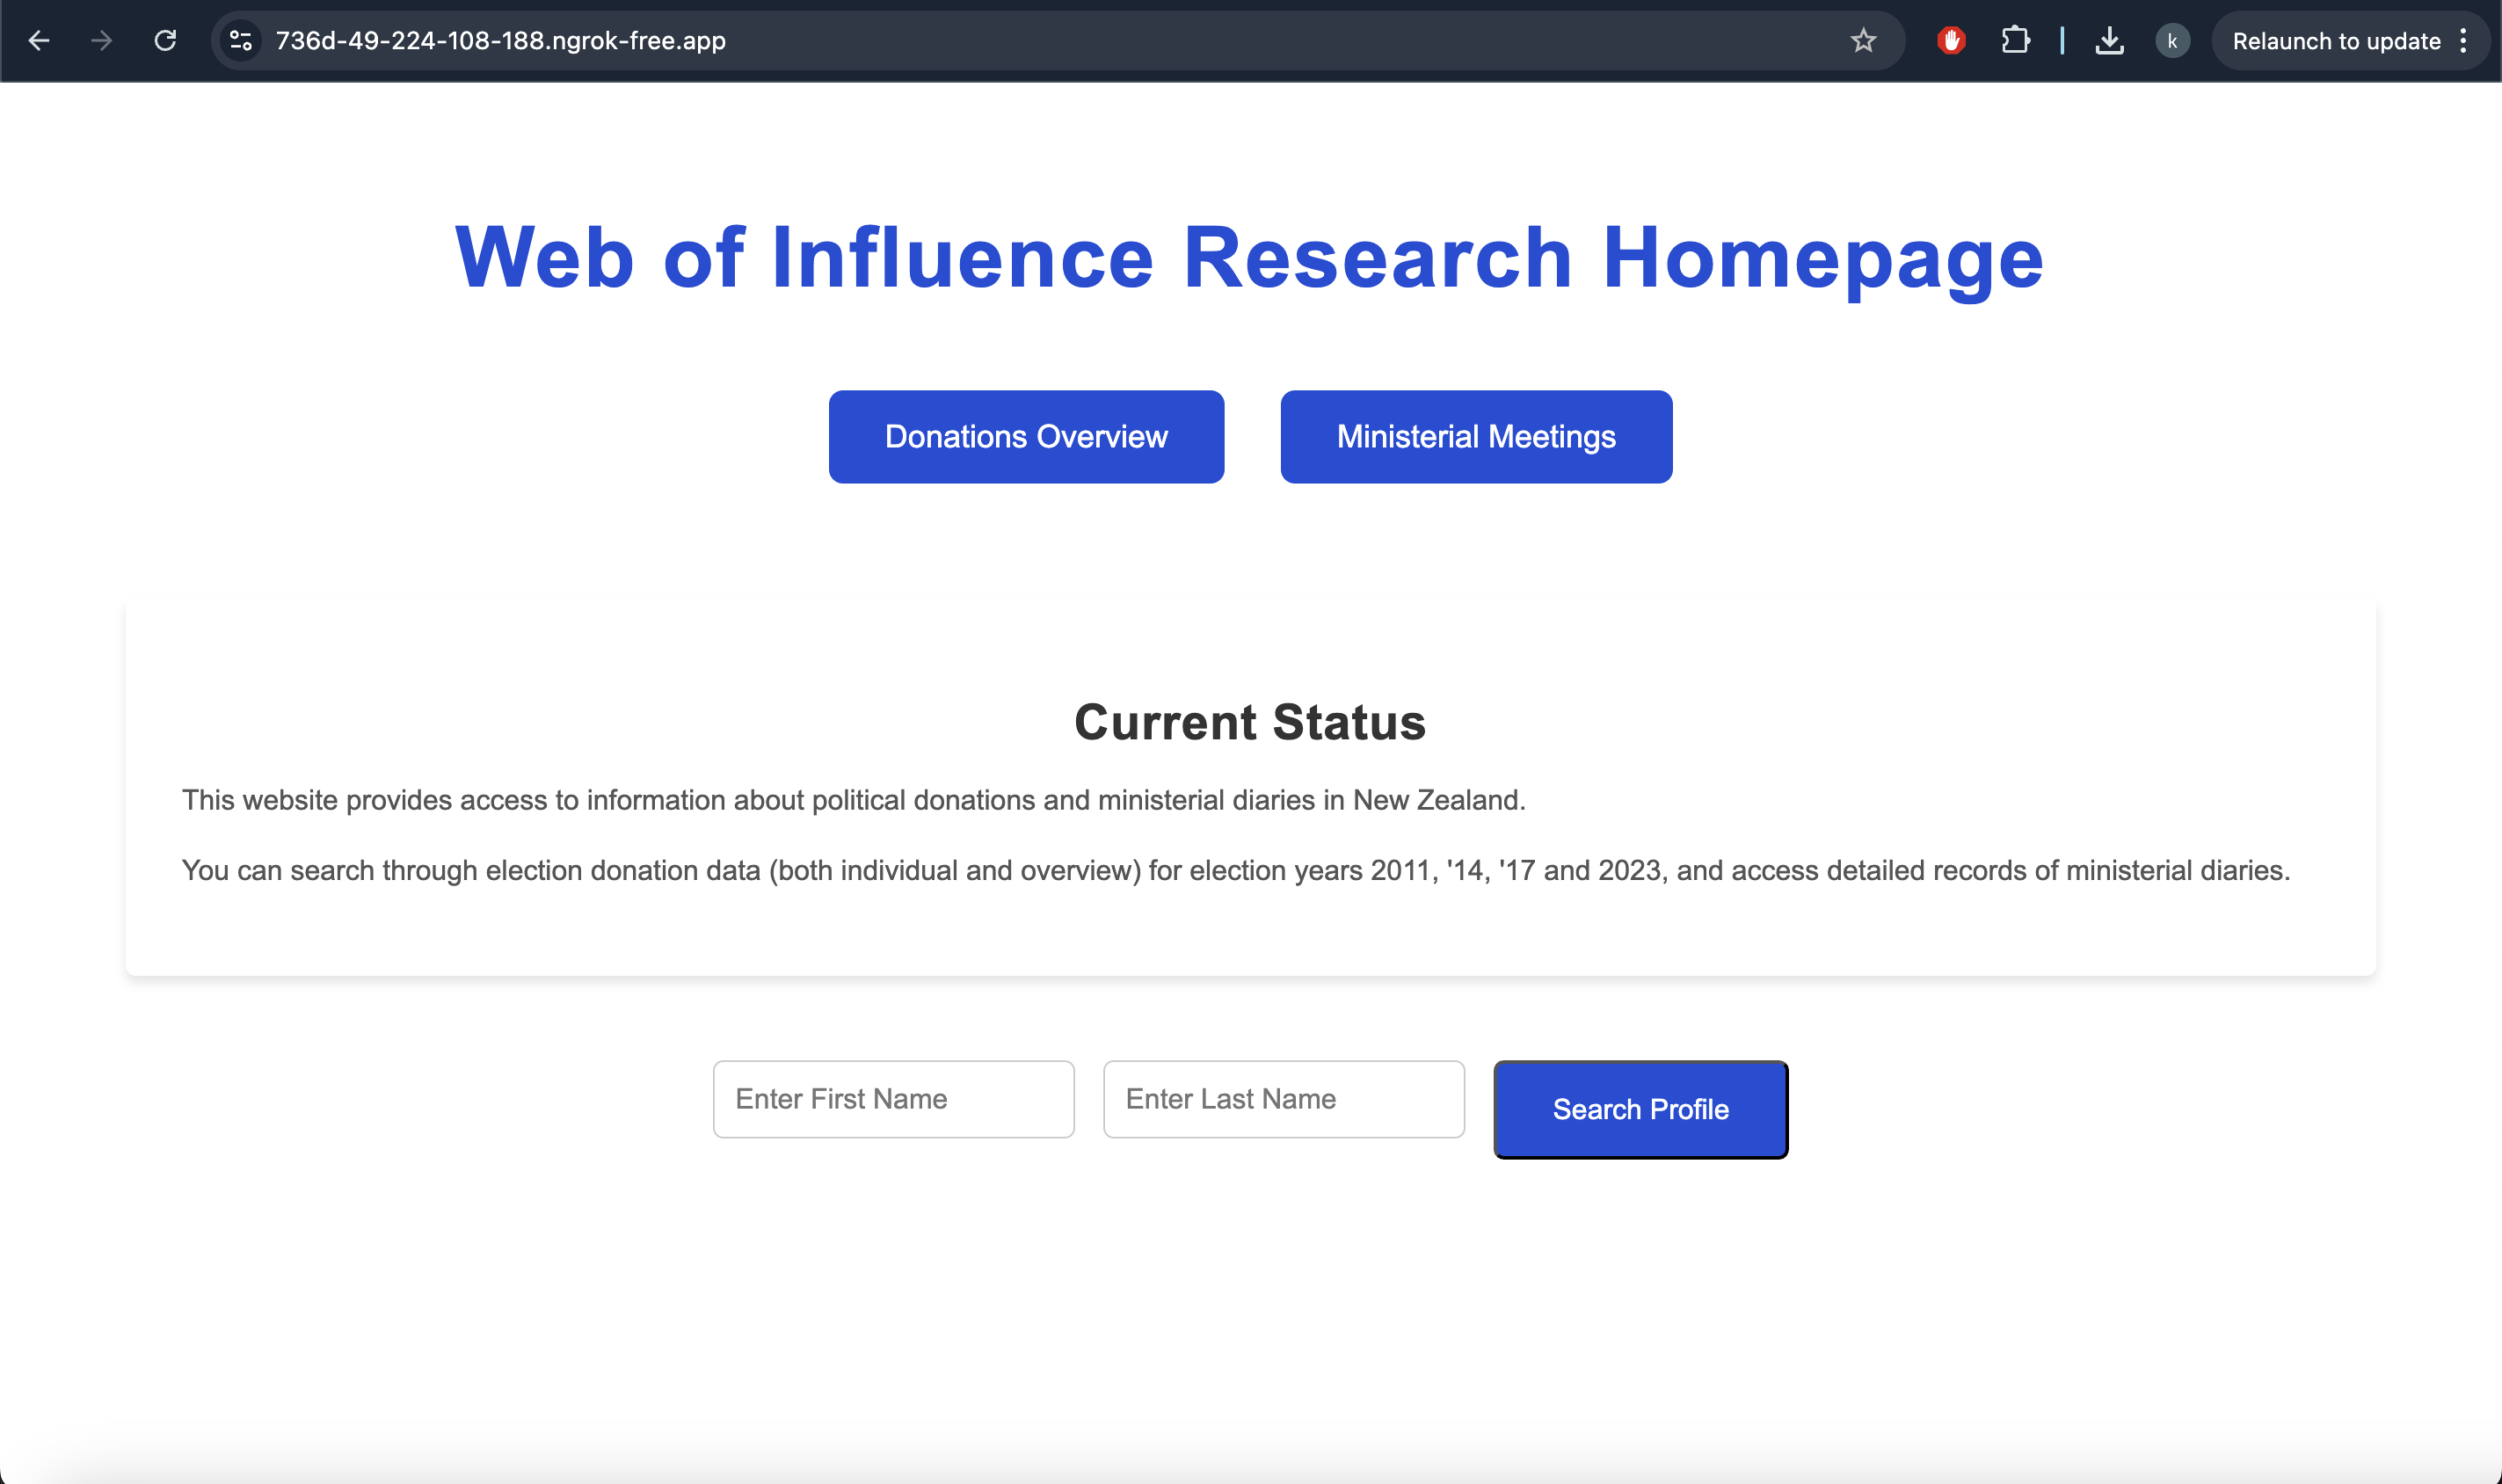 736d-49-224-108-188.ngrok-free.app
k
Relaunch to update
Web of Influence Research Homepage
Donations Overview
Ministerial Meetings
Current Status
This website provides access to information about political donations and ministerial diaries in New Zealand.
You can search through election donation data (both individual and overview) for election years 2011, '14, '17 and 2023, and access detailed records of ministerial diaries.
Enter First Name
Enter Last Name
Search Profile